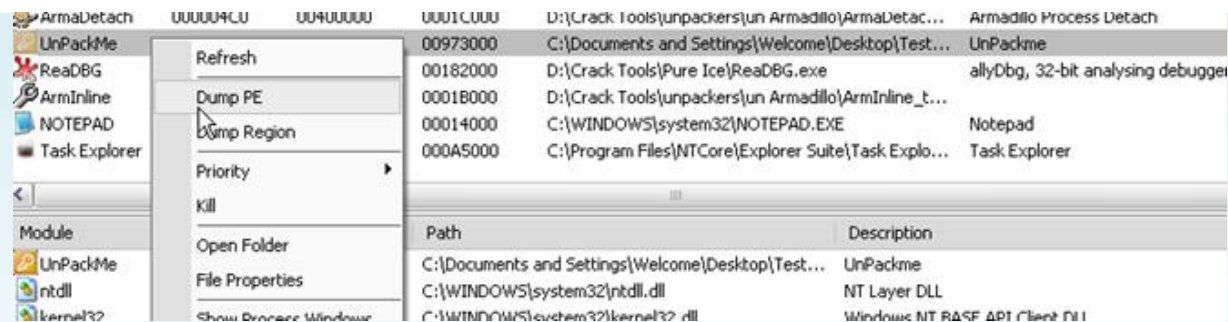 ArmaDetach 000004C0 00400000 0001C000 D:\Crack Tools\unpackers\un Armadillo\ArmaDetac... Armadillo Process Detach
UnPackMe 00973000 C:\Documents and Settings\Welcome\Desktop\Test... UnPackme
Refresh
ReaDBG 00182000 D:\Crack Tools\Pure Ice\ReaDBG.exe allyDbg, 32-bit analysing debugger
ArmInline Dump PE 0001B000 D:\Crack Tools\unpackers\un Armadillo\ArmInline_t...
NOTEPAD Dump Region 00014000 C:\WINDOWS\system32\NOTEPAD.EXE Notepad
Task Explorer 000A5000 C:\Program Files\NTCore\Explorer Suite\Task Explo... Task Explorer
Priority
Kill
Module Path Description
Open Folder
UnPackMe C:\Documents and Settings\Welcome\Desktop\Test... UnPackme
File Properties
ntdll C:\WINDOWS\system32\ntdll.dll NT Layer DLL
kernel32 Show Process Windows C:\WINDOWS\system32\kernel32.dll Windows NT BASE API Client DLL